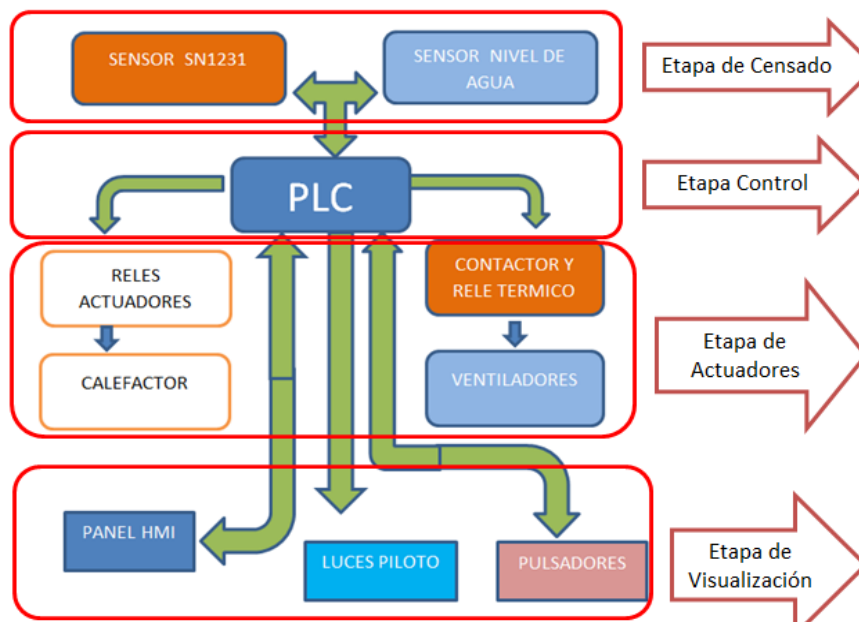 SENSOR SN1231
SENSOR NIVEL DE
AGUA
Etapa de Censado
PLC
Etapa Control
RELES
ACTUADORES
CONTACTOR Y
RELE TERMICO
CALEFACTOR
VENTILADORES
Etapa de
Actuadores
PANEL HMI
LUCES PILOTO
PULSADORES
Etapa de
Visualización